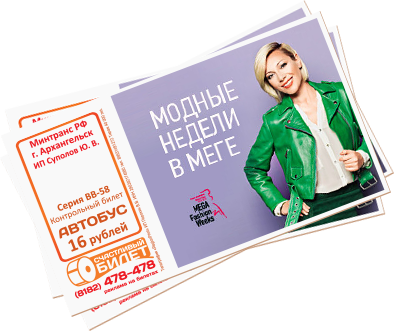 Минтранс РФ
г. Архангельск
ИП Суполов Ю. В.
Серия ВВ-58
Контрольный билет
АВТОБУС
16 рублей
СЧАСТЛИВЫЙ
БИЛЕТ
(8182) 478-478
реклама на билетах
МОДНЫЕ
НЕДЕЛИ
В МЕГЕ
MEGA
Fashion
Weeks